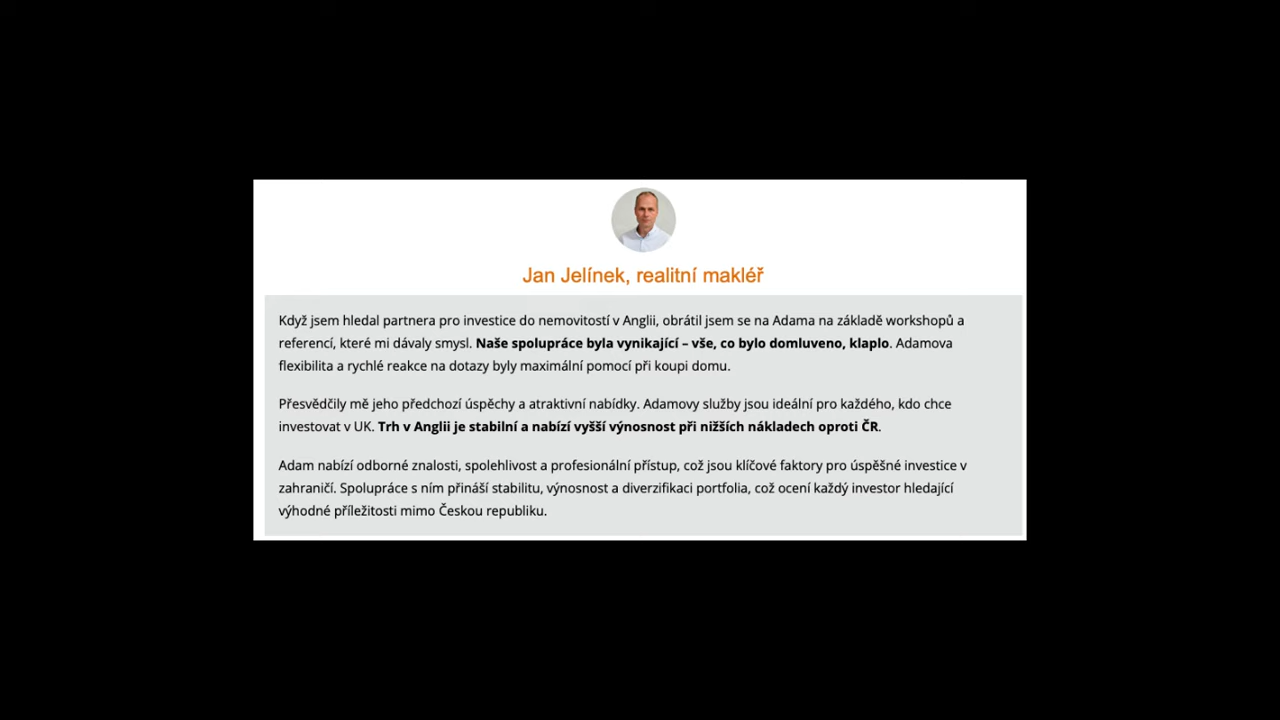 Jan Jelínek, realitní makléř
Když jsem hledal partnera pro investice do nemovitostí v Anglii, obrátil jsem se na Adama na základě workshopů a
referencí, které mi dávaly smysl. Naše spolupráce byla vynikající – vše, co bylo domluveno, klaplo. Adamova
flexibilita a rychlé reakce na dotazy byly maximální pomocí při koupi domu.
Přesvědčily mě jeho předchozí úspěchy a atraktivní nabídky. Adamovy služby jsou ideální pro každého, kdo chce
investovat v UK. Trh v Anglii je stabilní a nabízí vyšší výnosnost při nižších nákladech oproti ČR.
Adam nabízí odborné znalosti, spolehlivost a profesionální přístup, což jsou klíčové faktory pro úspěšné investice v
zahraničí. Spolupráce s ním přináší stabilitu, výnosnost a diverzifikaci portfolia, což ocení každý investor hledající
výhodné příležitosti mimo Českou republiku.